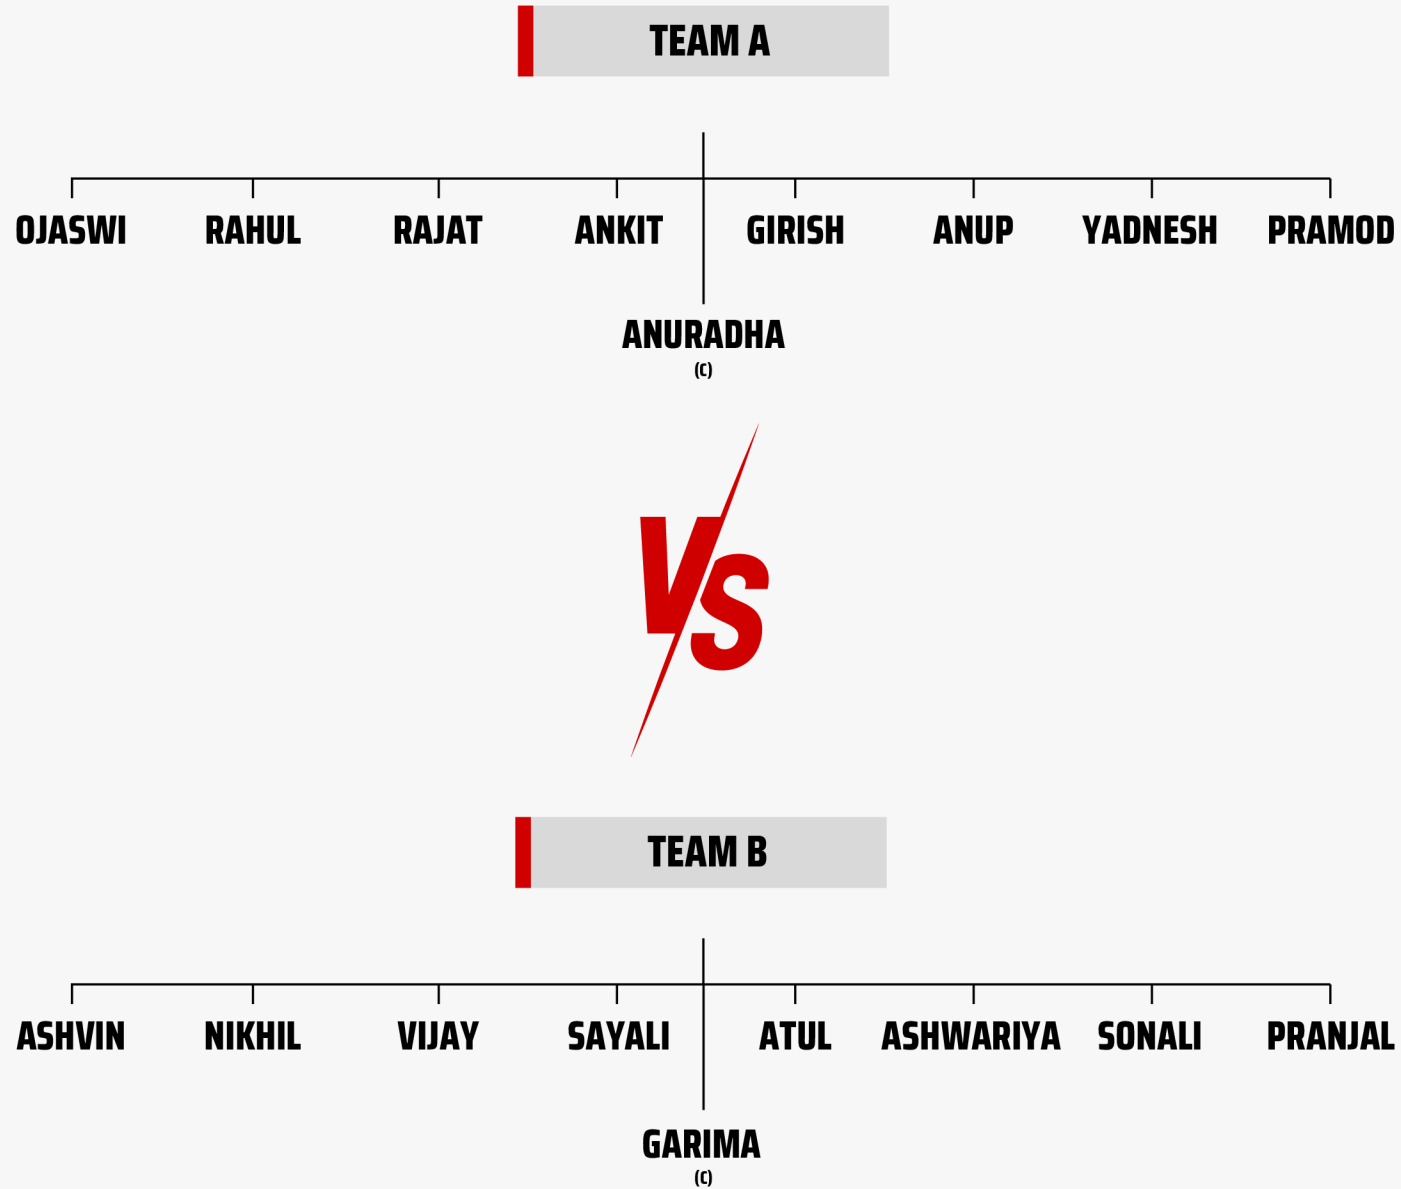 TEAM A
OJASWI RAHUL RAJAT ANKIT GIRISH ANUP YADNESH PRAMOD
ANURADHA
(C)
VS
TEAM B
ASHVIN NIKHIL VIJAY SAYALI ATUL ASHWARIYA SONALI PRANJAL
GARIMA
(C)